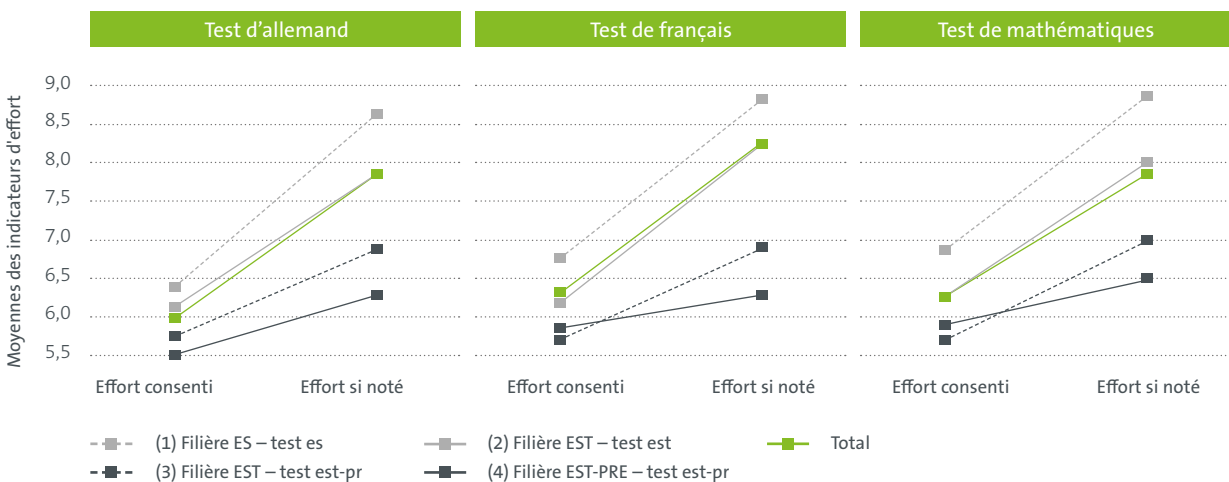 Test d’allemand
Test de français
Test de mathématiques
Moyennes des indicateurs d'effort
9,0
8,5
8,0
7,5
7,0
6,5
6,0
5,5
Effort consenti
Effort si noté
Effort consenti
Effort si noté
Effort consenti
Effort si noté
(1) Filière ES – test es
(2) Filière EST – test est
Total
(3) Filière EST – test est-pr
(4) Filière EST-PRE – test est-pr